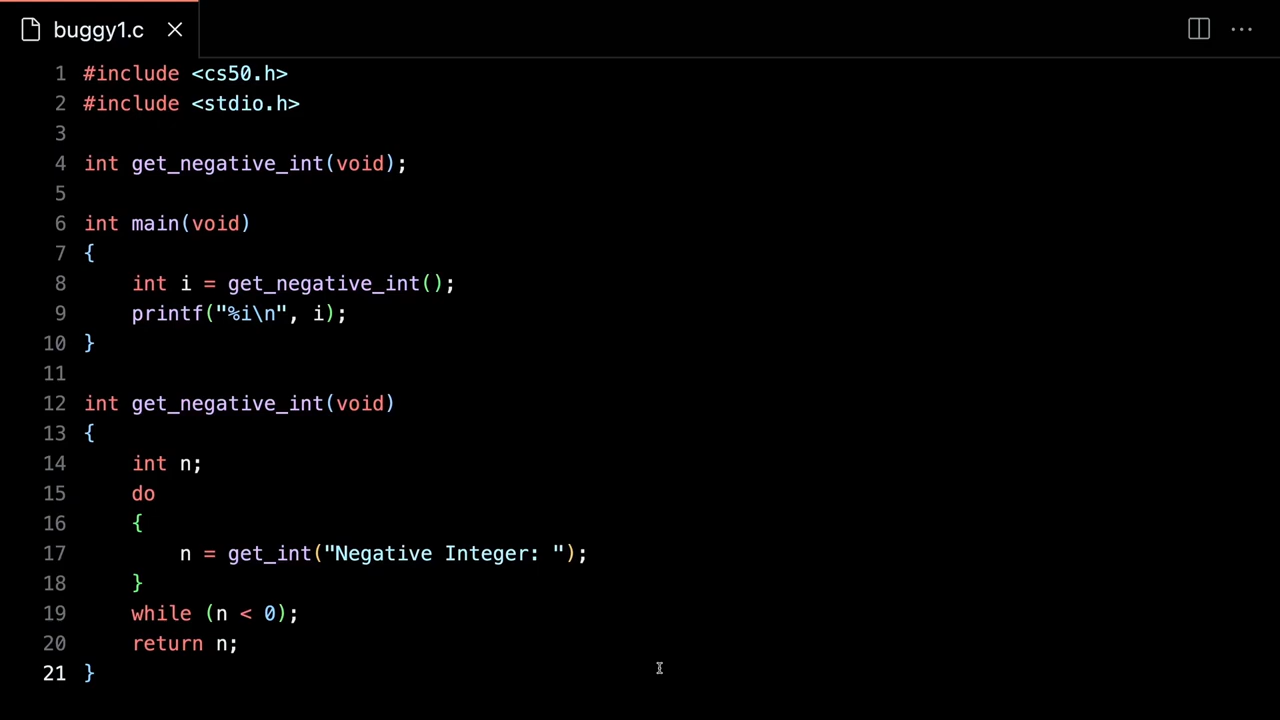 buggy1.c
1 #include <cs50.h>
2 #include <stdio.h>
3
4 int get_negative_int(void);
5
6 int main(void)
7 {
8     int i = get_negative_int();
9     printf("%i\n", i);
10 }
11
12 int get_negative_int(void)
13 {
14     int n;
15     do
16     {
17         n = get_int("Negative Integer: ");
18     }
19     while (n < 0);
20     return n;
21 }